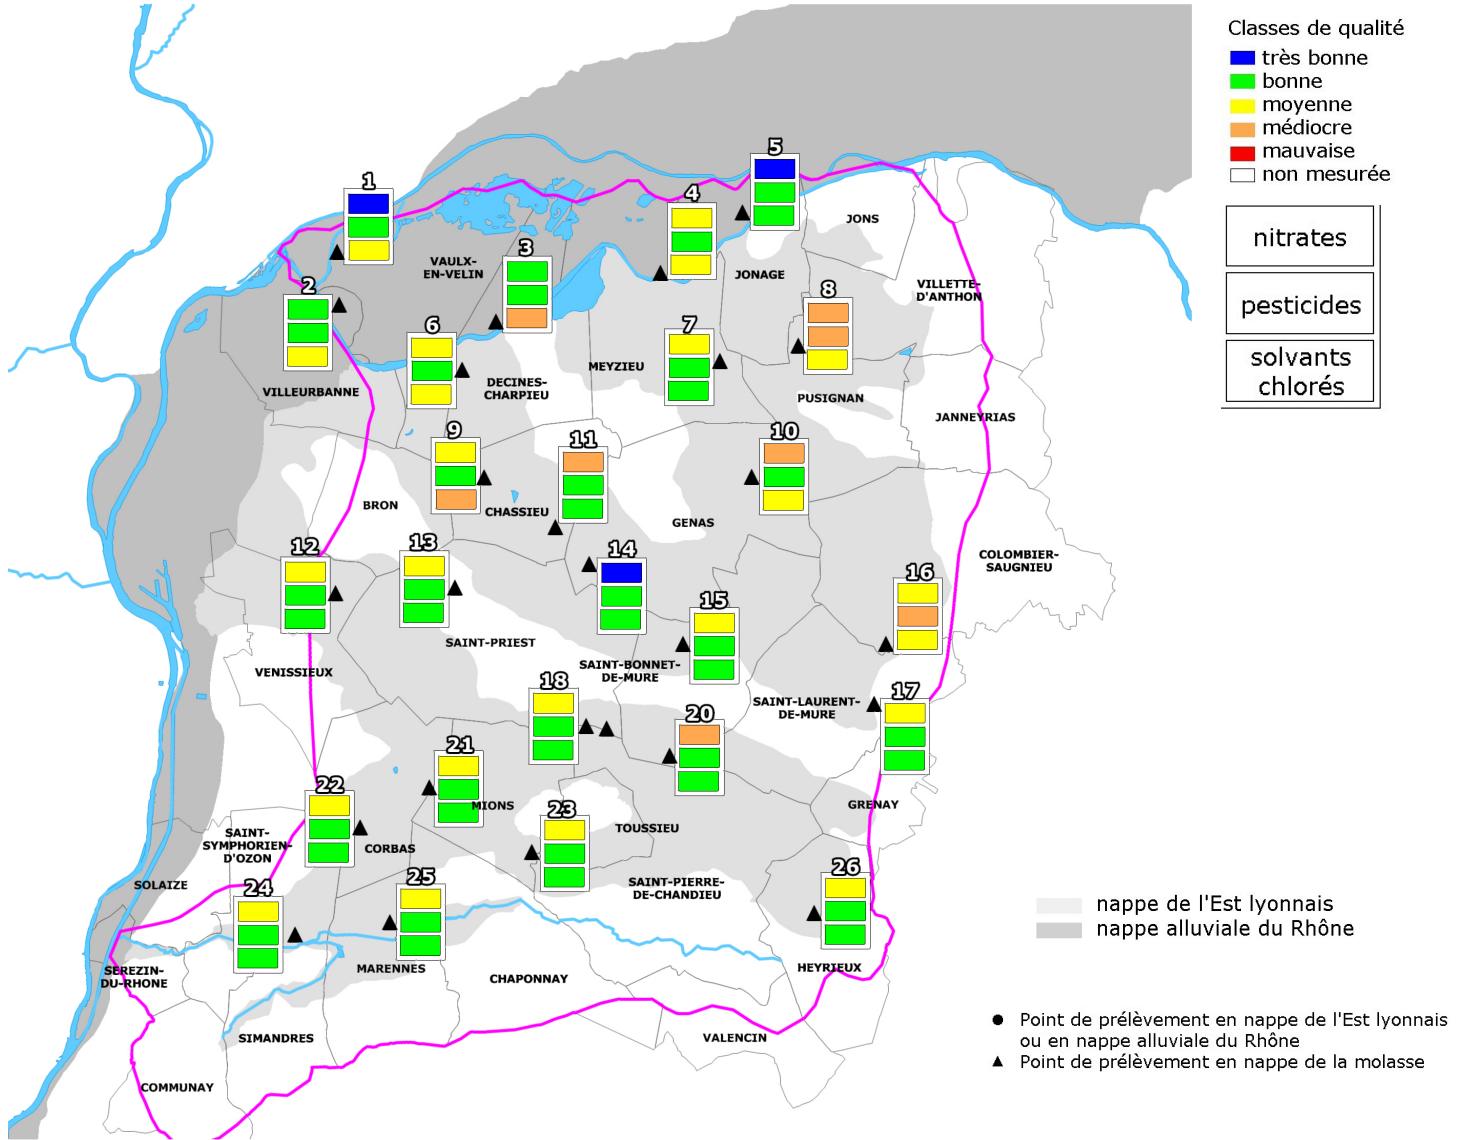 Classes de qualité
très bonne
bonne
moyenne
médiocre
mauvaise
non mesurée
nitrates
pesticides
solvants
chlorés
5
1
4
JONS
3
VAULX-
EN-VELIN
JONAGE
2
8
VILLETTE-
D'ANTHON
6
7
MEYZIEU
DECINES-
CHARPIEU
VILLEURBANNE
PUSIGNAN
JANNEYRIAS
9
11
10
BRON
CHASSIEU
GENAS
12
13
14
COLOMBIER-
SAUGNIEU
16
15
SAINT-PRIEST
SAINT-BONNET-
DE-MURE
VENISSIEUX
18
17
SAINT-LAURENT-
DE-MURE
20
21
22
MIONS
23
GRENAY
TOUSSIEU
SAINT-
SYMPHORIEN-
D'OZON
CORBAS
26
SOLAIZE
24
25
SAINT-PIERRE-
DE-CHANDIEU
nappe de l'Est lyonnais
nappe alluviale du Rhône
SEREZIN-
DU-RHONE
MARENNES
CHAPONNAY
HEYRIEUX
SIMANDRES
VALENCIN
COMMUNAY
Point de prélèvement en nappe de l'Est lyonnais
ou en nappe alluviale du Rhône
Point de prélèvement en nappe de la molasse